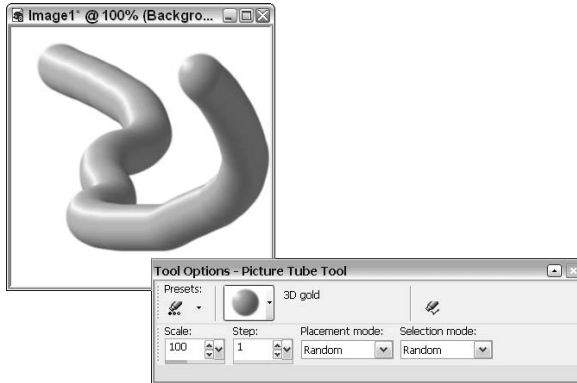 Image1* @ 100% (Backgro...
Tool Options - Picture Tube Tool
Presets:
3D gold
Scale: Step: Placement mode: Selection mode:
100 1 Random Random